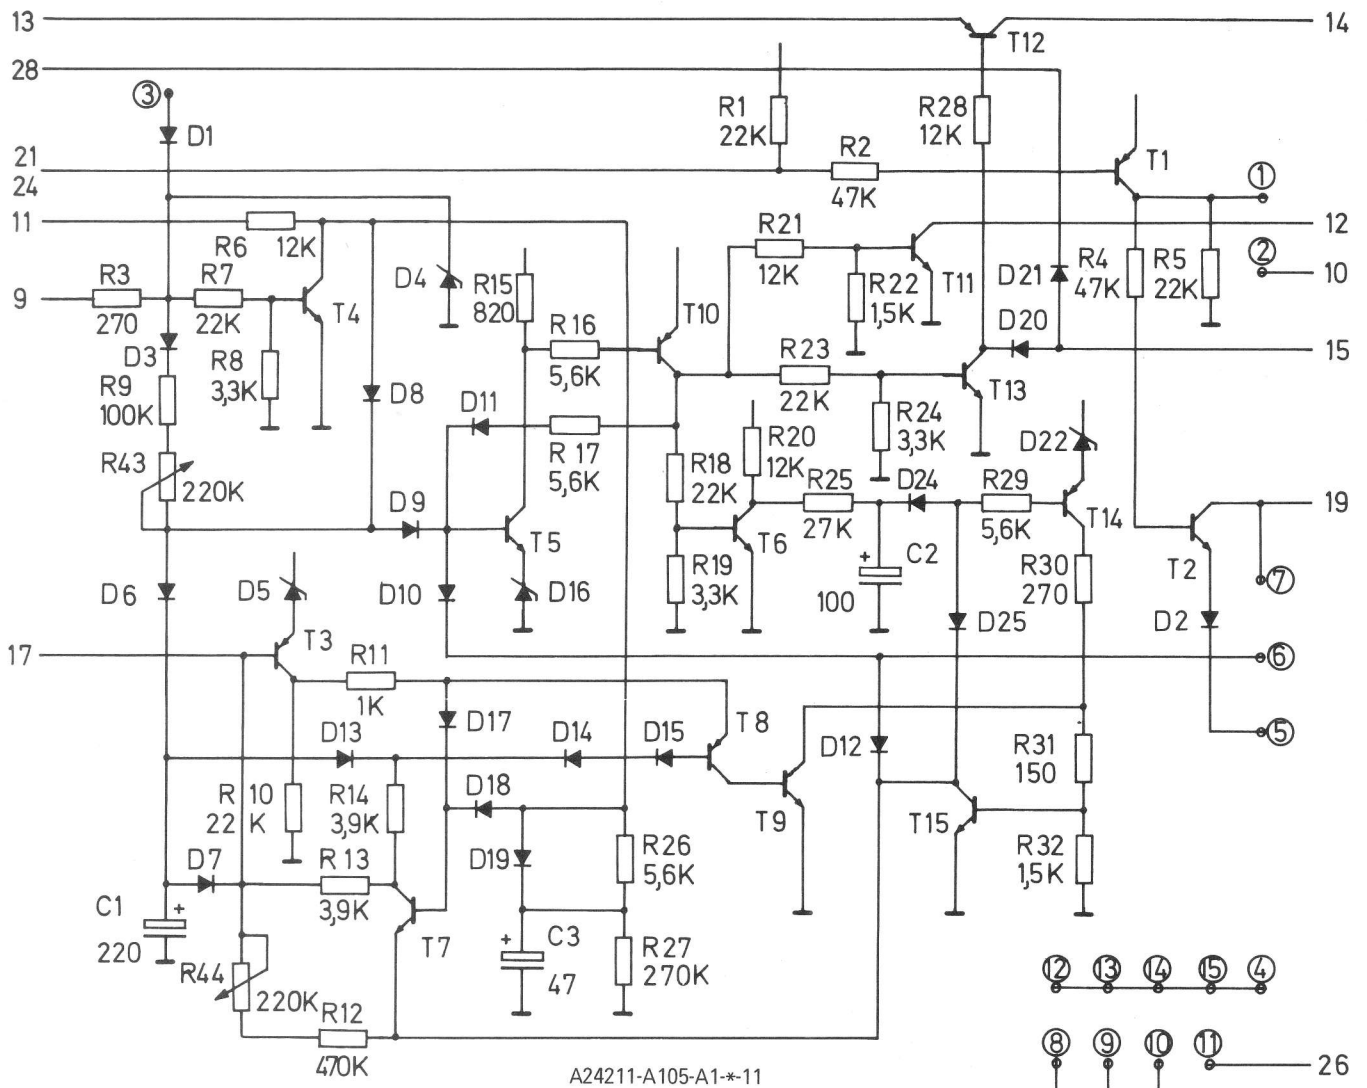 13
14
T12
28
③
D1
R1
22K
R28
12K
21
24
R2
47K
T1
①
11
R6
12K
R21
12K
12
②
10
R3
270
9
R7
22K
T4
D4
R15
820
T10
R22
1,5K
T11
D21
R4
47K
R5
22K
D3
R8
3,3K
R16
5,6K
R23
22K
D20
15
R9
100K
D8
D11
R17
5,6K
T13
R24
3,3K
R43
220K
R18
22K
R20
12K
D22
D9
R25
27K
D24
R29
5,6K
T14
19
T5
T6
C2
+
100
T2
D6
D5
D10
D16
R19
3,3K
R30
270
⑦
D25
D2
17
T3
R11
1K
⑥
D17
T8
D13
D14
D15
D12
R31
150
⑤
R10
22K
R14
3,9K
D18
T9
T15
D7
R13
3,9K
D19
R26
5,6K
R32
1,5K
C1
+
220
T7
C3
+
47
R27
270K
R44
220K
R12
470K
⑫
⑬
⑭
⑮
④
⑧
⑨
⑩
⑪
26
A24211-A105-A1-*-11